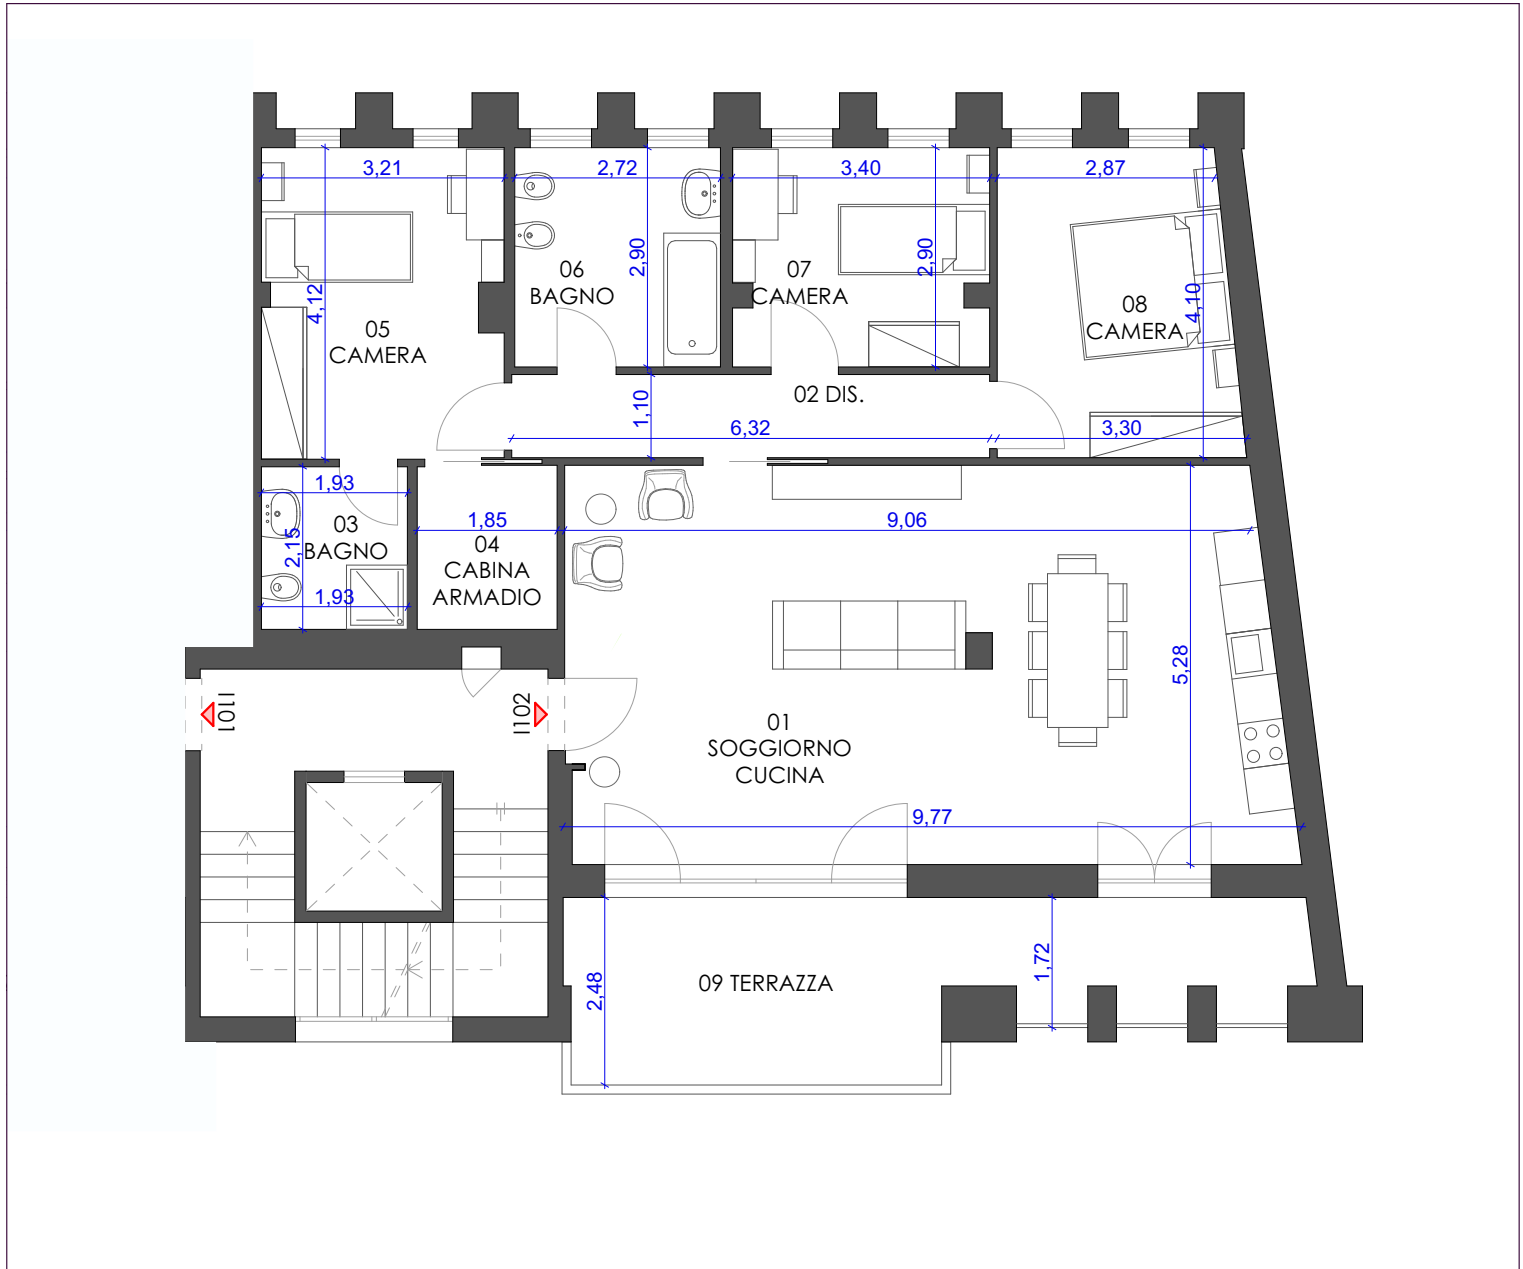 3,21
2,72
3,40
2,87
2,90
2,90
4,12
4,10
06
BAGNO
07
CAMERA
08
CAMERA
05
CAMERA
02 DIS.
1,10
6,32
3,30
1,93
03
BAGNO
2,15
1,93
1,85
04
CABINA
ARMADIO
9,06
5,28
I101
I102
01
SOGGIORNO
CUCINA
9,77
2,48
09 TERRAZZA
1,72